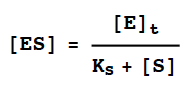 [ES] = [E]t / Ks + [S]